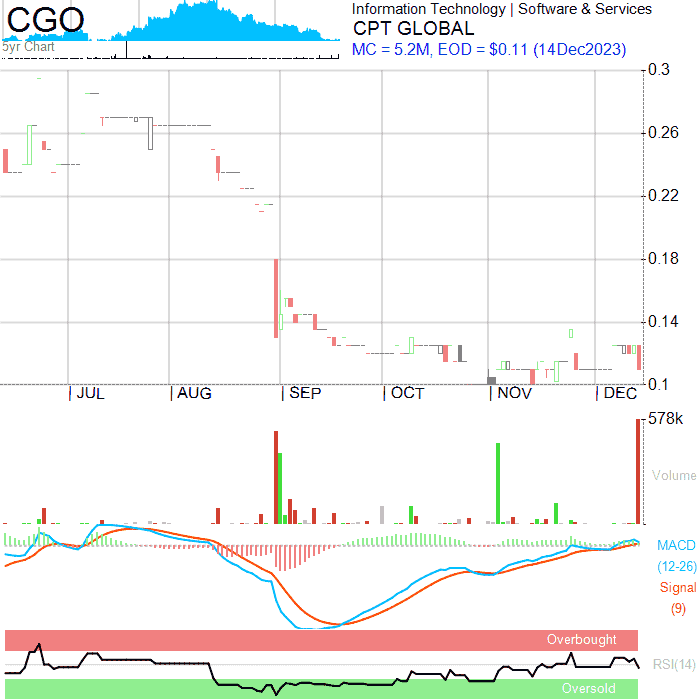 CGO
5yr Chart
Information Technology | Software & Services
CPT GLOBAL
MC = 5.2M, EOD = $0.11 (14Dec2023)
0.3
0.26
0.22
0.18
0.14
0.1
JUL AUG SEP OCT NOV DEC
578k
Volume
MACD
(12-26)
Signal
(9)
Overbought
RSI(14)
Oversold